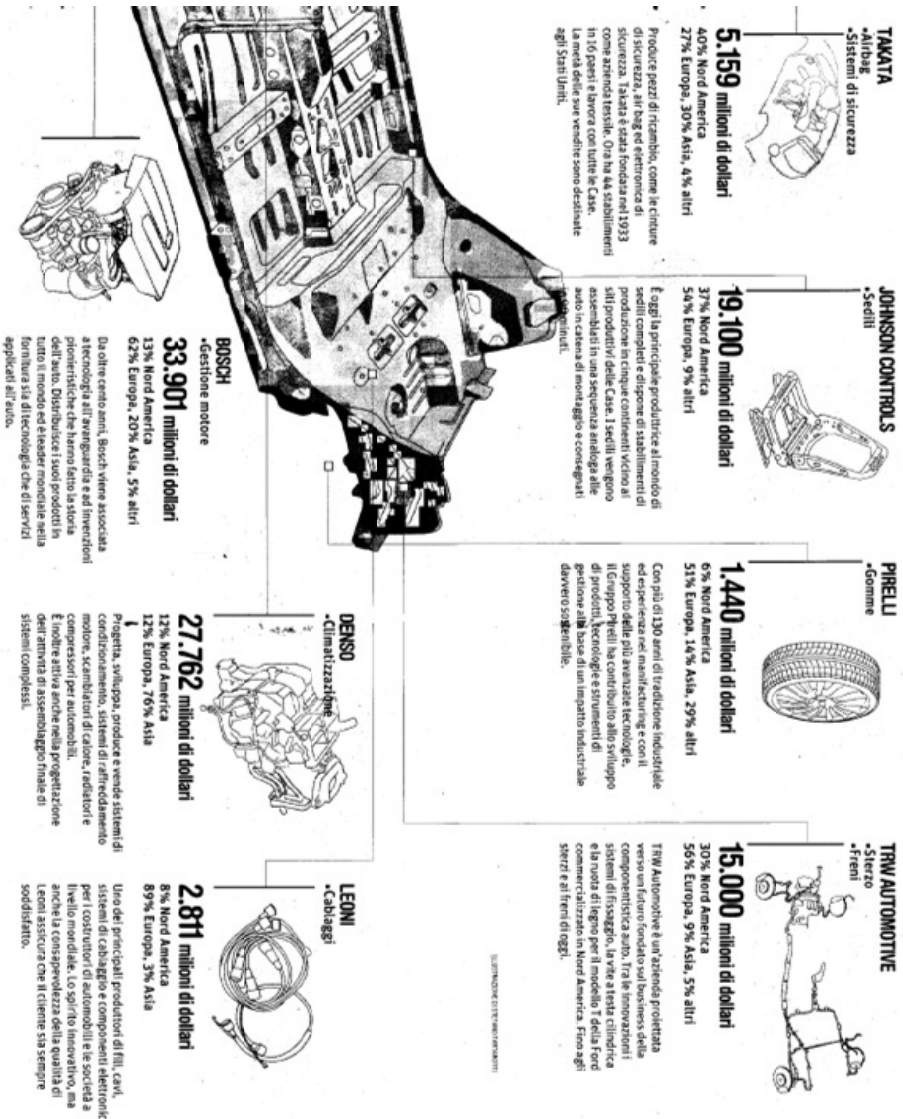 TAKATA
•Airbag
•Sistemi di sicurezza
5.159 milioni di dollari
40% Nord America
27% Europa, 30% Asia, 4% altri
Produce pezzi di ricambio, come le cinture
di sicurezza, air bag ed elettronica di
sicurezza. Takata è stata fondata nel 1933
come azienda tessile. Ora ha 44 stabilimenti
in 16 paesi e lavora con tutte le Case.
La metà delle sue vendite sono destinate
agli Stati Uniti.
JOHNSON CONTROLS
•Sedili
19.100 milioni di dollari
37% Nord America
54% Europa, 9% altri
È oggi la principale produttrice al mondo di
sedili completi e dispone di stabilimenti di
produzione in cinque continenti vicino ai
siti produttivi delle Case. I sedili vengono
assemblati in una sequenza analoga alle
auto in catena di montaggio e consegnati
minuti.
PIRELLI
•Gomme
1.440 milioni di dollari
6% Nord America
51% Europa, 14% Asia, 29% altri
Con più di 130 anni di tradizione industriale
ed esperienza nel manifacturing e con il
supporto delle più avanzate tecnologie,
il Gruppo Pirelli ha contribuito allo sviluppo
di prodotti, tecnologie e strumenti di
gestione alla base di un impatto industriale
davvero sostenibile.
TRW AUTOMOTIVE
•Sterzo
•Freni
15.000 milioni di dollari
30% Nord America
56% Europa, 9% Asia, 5% altri
TRW Automotive è un'azienda proiettata
verso un futuro fondato sul business della
componentistica auto. Tra le innovazioni i
sistemi di fissaggio, la vite a testa cilindrica
e la ruota di legno per il modello T della Ford
commercializzato in Nord America. Fino agli
sterzi e ai freni di oggi.
BOSCH
•Gestione motore
33.901 milioni di dollari
13% Nord America
62% Europa, 20% Asia, 5% altri
Da oltre cento anni, Bosch viene associata
a tecnologia all'avanguardia e ad invenzioni
pionieristiche che hanno fatto la storia
dell'auto. Distribuisce i suoi prodotti in
tutto il mondo ed è leader mondiale nella
fornitura sia di tecnologia che di servizi
applicati all'auto.
DENSO
•Climatizzazione
27.762 milioni di dollari
12% Nord America
12% Europa, 76% Asia
Progetta, sviluppa, produce e vende sistemi di
condizionamento, sistemi di raffreddamento
motore, scambiatori di calore, radiatori e
compressori per automobili.
È inoltre attiva anche nella progettazione
dell'attività di assemblaggio finale di
sistemi complessi.
LEONI
•Cablaggi
2.811 milioni di dollari
8% Nord America
89% Europa, 3% Asia
Uno dei principali produttori di fili, cavi,
sistemi di cablaggio e componenti elettronic
per i costruttori di automobili e le società a
livello mondiale. Lo spirito innovativo, ma
anche la consapevolezza della qualità di
Leoni assicura che il cliente sia sempre
soddisfatto.